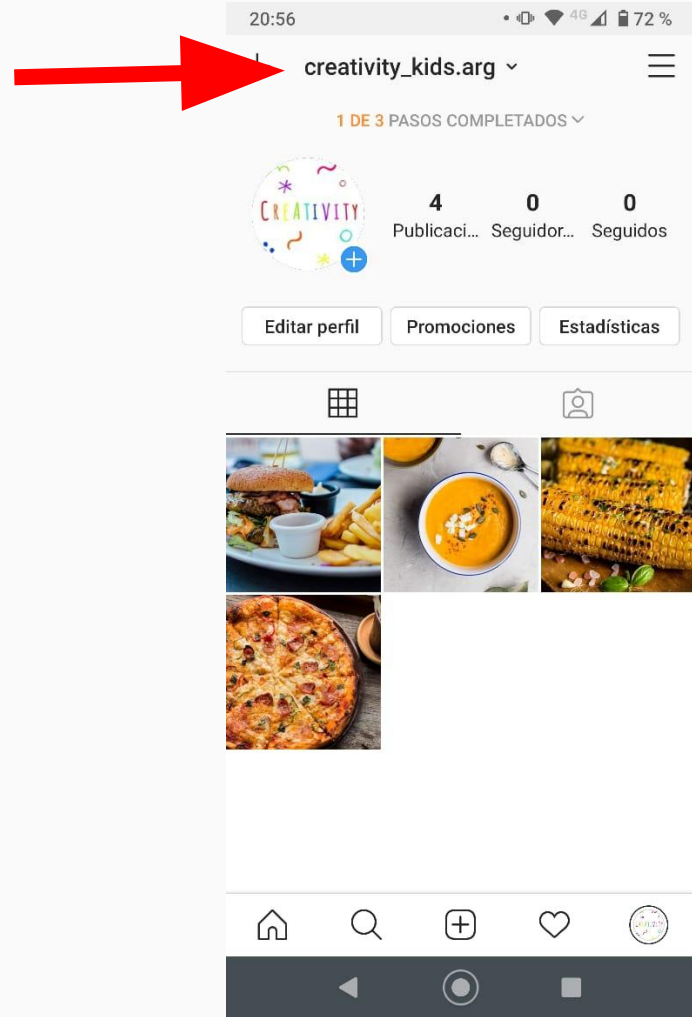 20:56
4G
72 %
creativity_kids.arg
1 DE 3 PASOS COMPLETADOS
CREATIVITY
4 0 0
Publicaci... Seguidor... Seguidos
Editar perfil Promociones Estadísticas